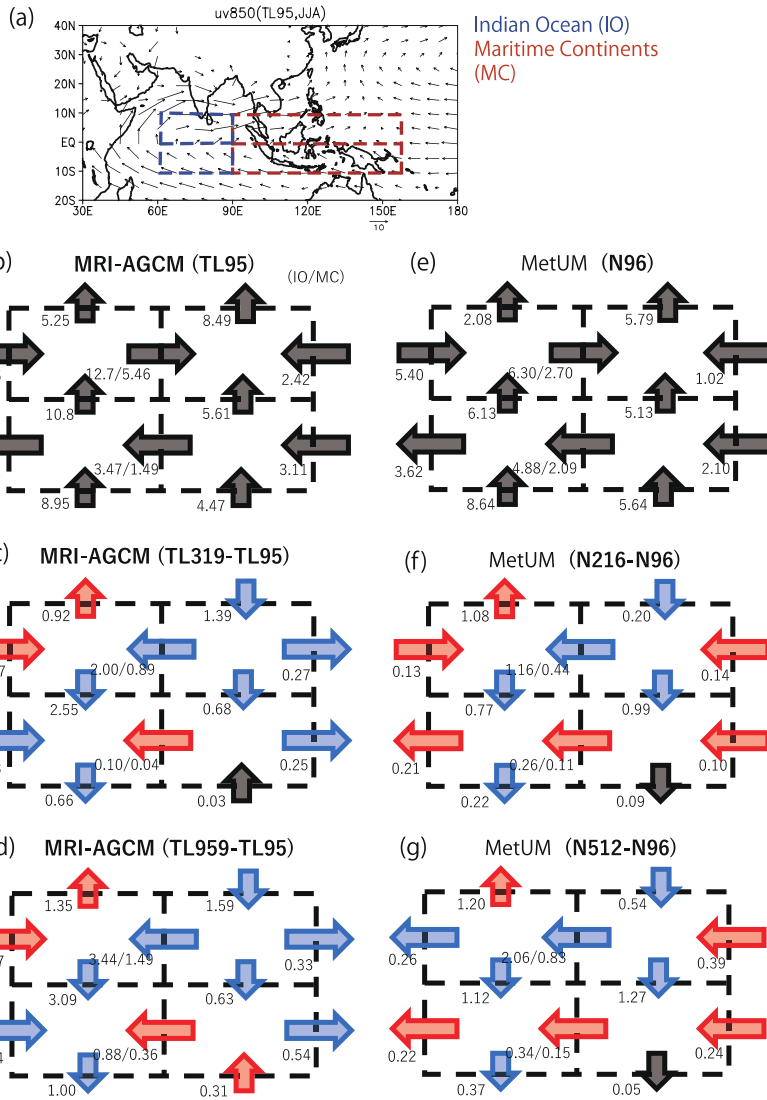 (a)
uv850(TL95,JJA)
Indian Ocean (IO)
Maritime Continents
(MC)
40N
30N
20N
10N
EQ
10S
20S
30E 60E 90E 120E 150E 180
10
MRI-AGCM (TL95)
(IO/MC)
5.25 8.49
12.7/5.46 2.42
10.8 5.61
3.47/1.49 3.11
8.95 4.47
(e) MetUM (N96)
2.08 5.79
5.40 6.30/2.70 1.02
6.13 5.13
3.62 4.88/2.09 2.10
8.64 5.64
MRI-AGCM (TL319-TL95)
0.92 1.39
2.00/0.89 0.27
2.55 0.68
0.10/0.04 0.25
0.66 0.03
(f) MetUM (N216-N96)
1.08 0.20
0.13 1.16/0.44 0.14
0.77 0.99
0.21 0.26/0.11 0.10
0.22 0.09
MRI-AGCM (TL959-TL95)
1.35 1.59
3.44/1.49 0.33
3.09 0.63
0.88/0.36 0.54
1.00 0.31
(g) MetUM (N512-N96)
1.20 0.54
0.26 2.06/0.83 0.39
1.12 1.27
0.22 0.34/0.15 0.24
0.37 0.05